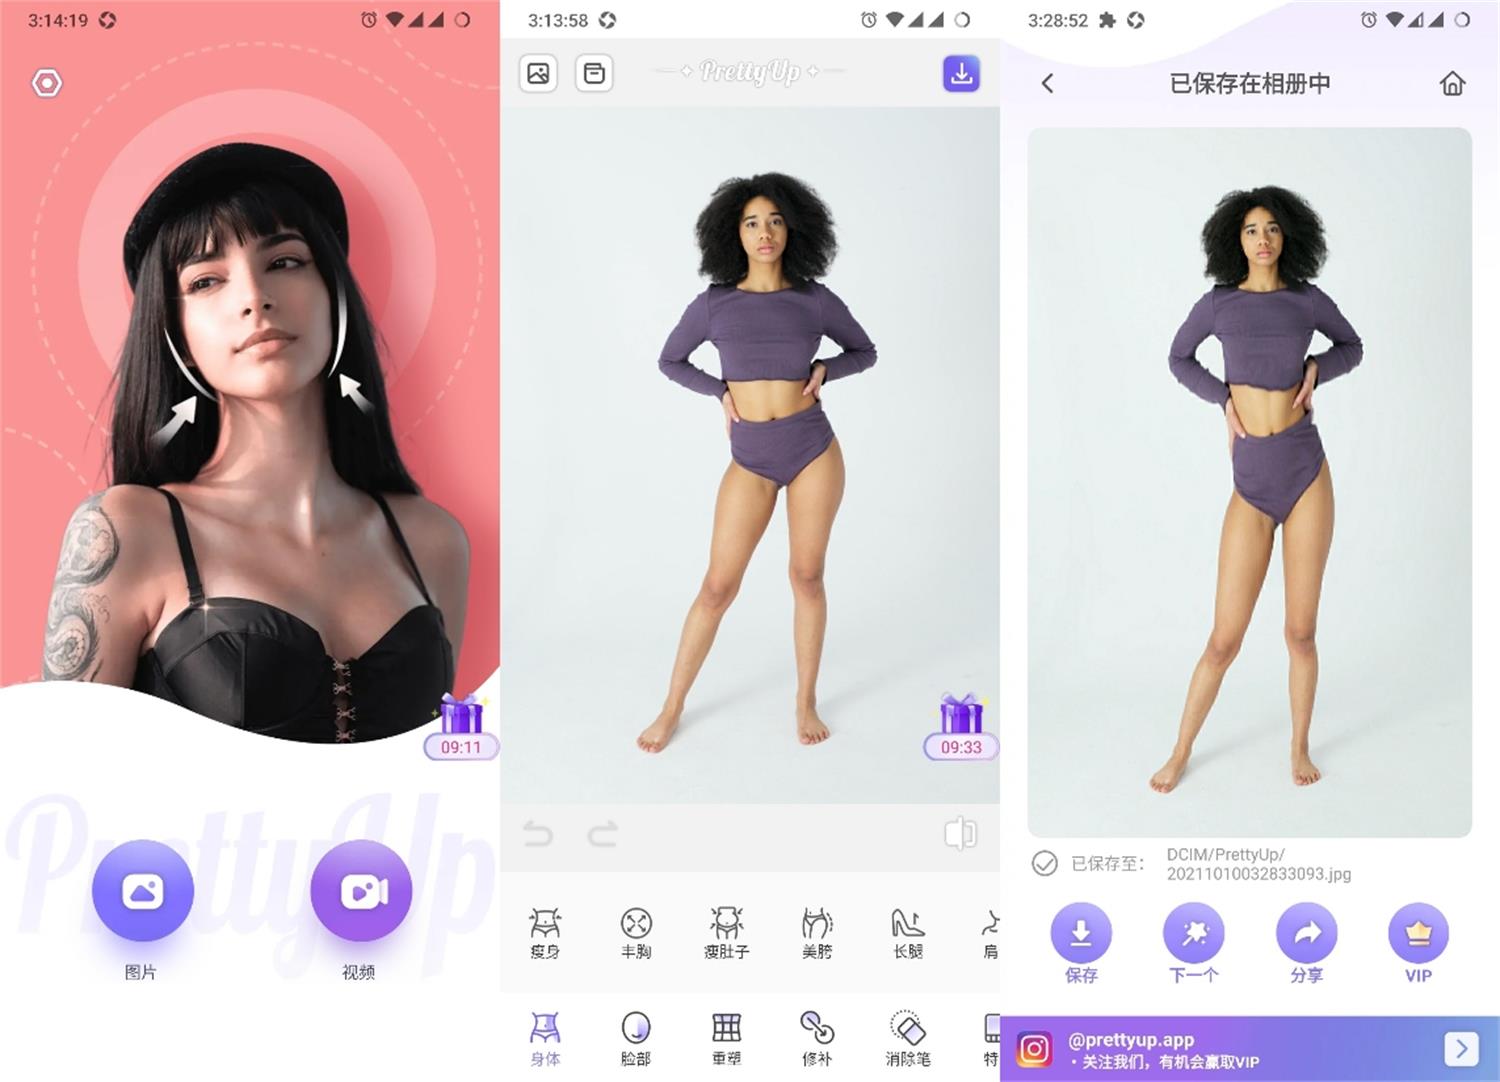 3:14:19
09:11
PrettyUp
图片
视频
3:13:58
PrettyUp
09:33
瘦身
丰胸
瘦肚子
美胯
长腿
肩
身体
脸部
重塑
修补
消除笔
特
3:28:52
已保存在相册中
已保存至：
DCIM/PrettyUp/
20211010032833093.jpg
保存
下一个
分享
VIP
@prettyup.app
· 关注我们，有机会赢取VIP